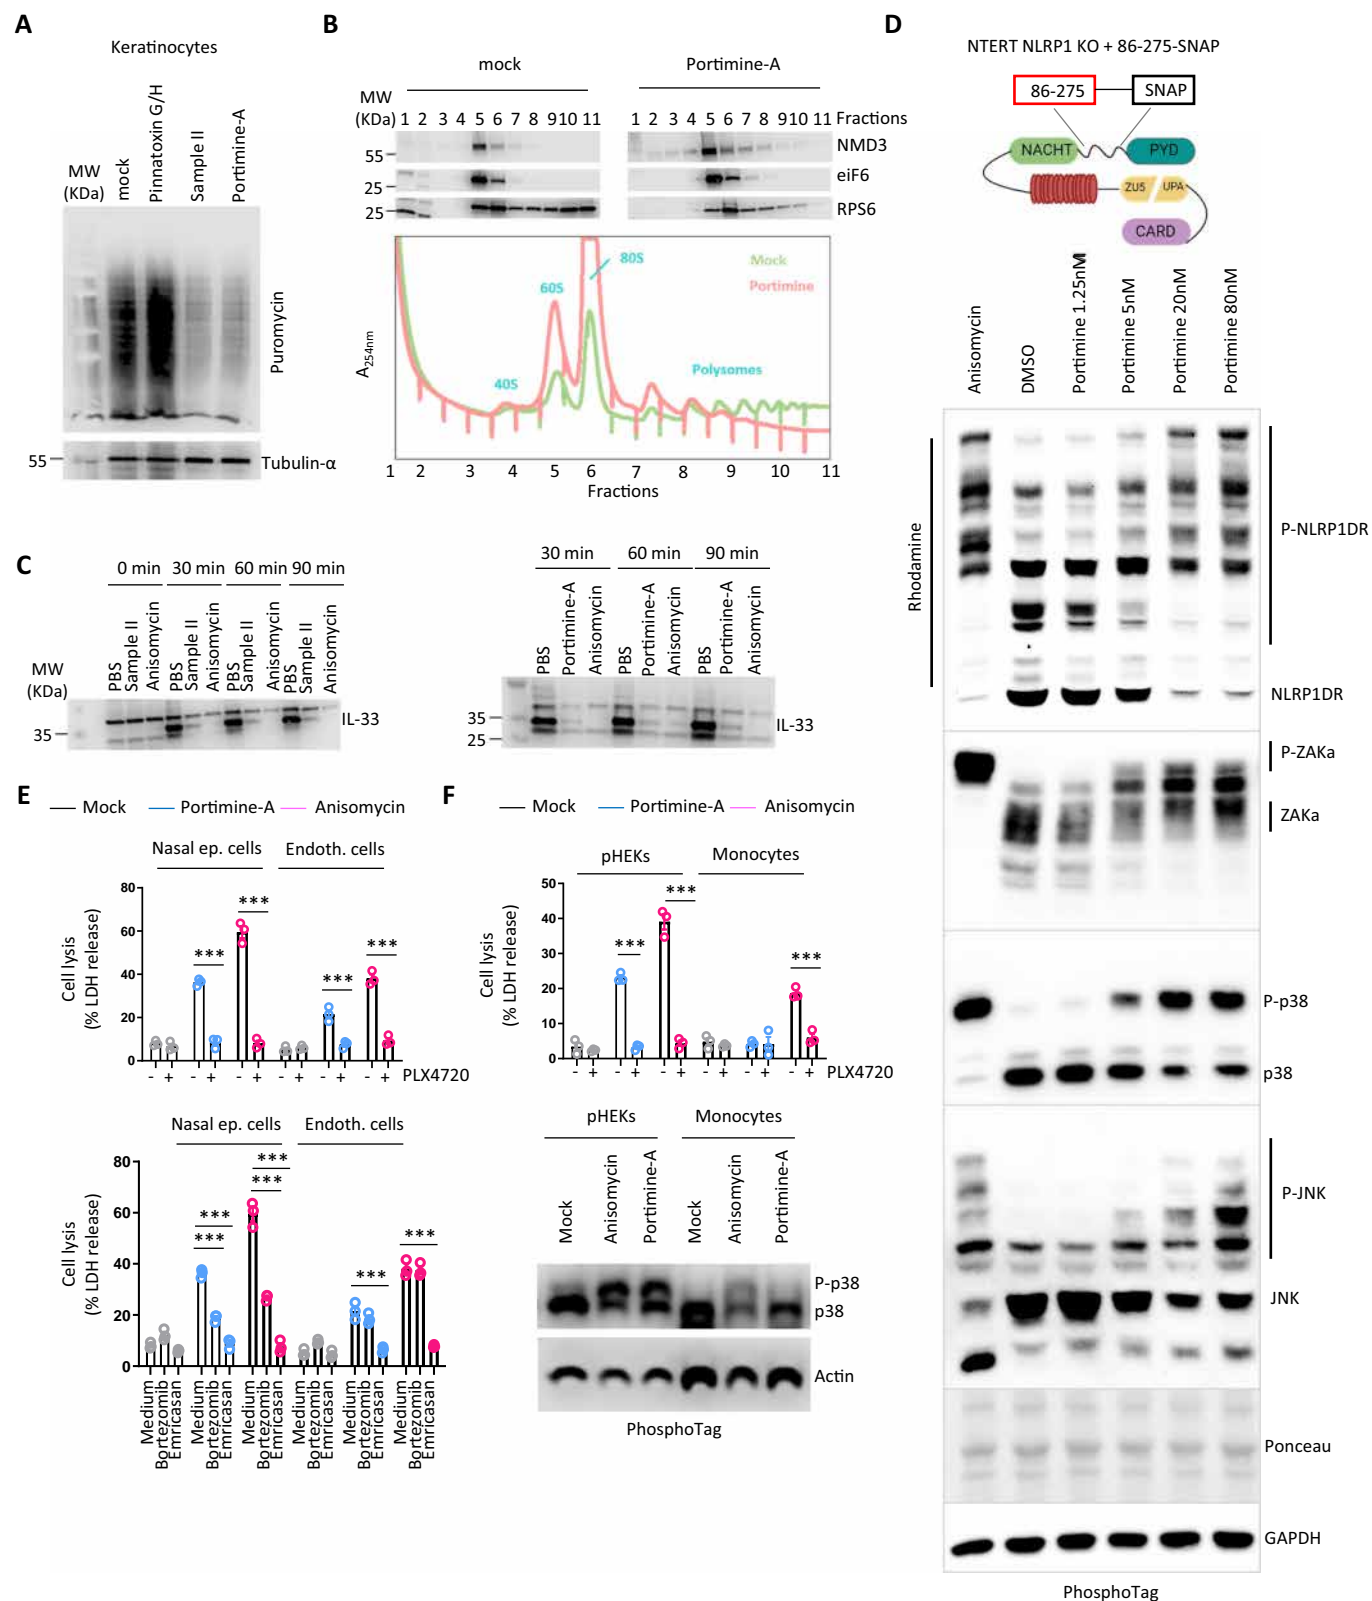 A
Keratinocytes
MW
(KDa)
mock
Pinnatoxin G/H
Sample II
Portimine-A
Puromycin
55
Tubulin-α
B
mock
Portimine-A
MW
(KDa)
1 2 3 4 5 6 7 8 9 10 11
1 2 3 4 5 6 7 8 9 10 11
Fractions
55
NMD3
25
eiF6
25
RPS6
A254nm
40S
60S
80S
Polysomes
Mock
Portimine
1 2 3 4 5 6 7 8 9 10 11
Fractions
C
0 min
30 min
60 min
90 min
MW
(KDa)
PBS
Sample II
Anisomycin
PBS
Sample II
Anisomycin
PBS
Sample II
Anisomycin
PBS
Sample II
Anisomycin
35
IL-33
30 min
60 min
90 min
PBS
Portimine-A
Anisomycin
PBS
Portimine-A
Anisomycin
PBS
Portimine-A
Anisomycin
35
25
IL-33
D
NTERT NLRP1 KO + 86-275-SNAP
86-275
SNAP
NACHT
PYD
ZU5
UPA
CARD
Anisomycin
DMSO
Portimine 1.25nM
Portimine 5nM
Portimine 20nM
Portimine 80nM
Rhodamine
P-NLRP1DR
NLRP1DR
P-ZAKa
ZAKa
P-p38
p38
P-JNK
JNK
Ponceau
GAPDH
PhosphoTag
E
Mock
Portimine-A
Anisomycin
Nasal ep. cells
Endoth. cells
Cell lysis
(% LDH release)
80
60
40
20
0
***
***
***
***
- + - + - + - + - + - +
PLX4720
Nasal ep. cells
Endoth. cells
Cell lysis
(% LDH release)
80
60
40
20
0
***
***
***
***
***
***
Medium
Bortezomib
Emricasan
Medium
Bortezomib
Emricasan
Medium
Bortezomib
Emricasan
Medium
Bortezomib
Emricasan
Medium
Bortezomib
Emricasan
Medium
Bortezomib
Emricasan
F
Mock
Portimine-A
Anisomycin
pHEKs
Monocytes
Cell lysis
(% LDH release)
50
40
30
20
10
0
***
***
***
- + - + - + - + - + - +
PLX4720
pHEKs
Monocytes
Mock
Anisomycin
Portimine-A
Mock
Anisomycin
Portimine-A
P-p38
p38
Actin
PhosphoTag